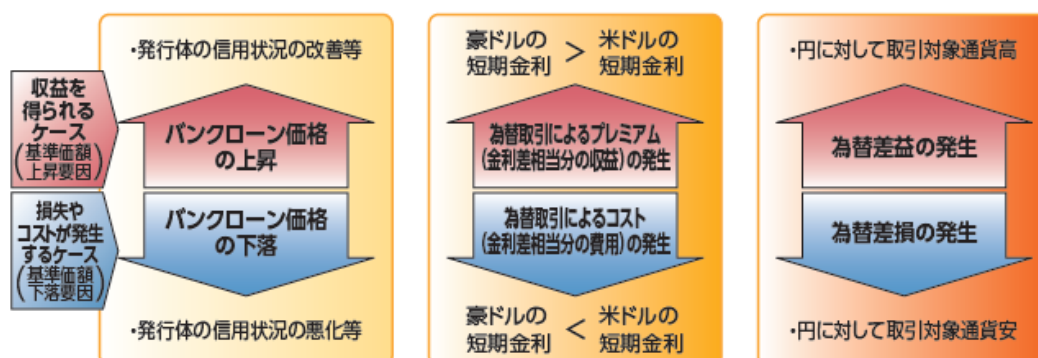 ・発行体の信用状況の改善等
収益を
得られる
ケース
(基準価額
上昇要因)
バンクローン価格
の上昇
損失や
コストが発生
するケース
(基準価額
下落要因)
バンクローン価格
の下落
・発行体の信用状況の悪化等
豪ドルの
短期金利
>
米ドルの
短期金利
為替取引によるプレミアム
(金利差相当分の収益)の発生
為替取引によるコスト
(金利差相当分の費用)の発生
豪ドルの
短期金利
<
米ドルの
短期金利
・円に対して取引対象通貨高
為替差益の発生
為替差損の発生
・円に対して取引対象通貨安